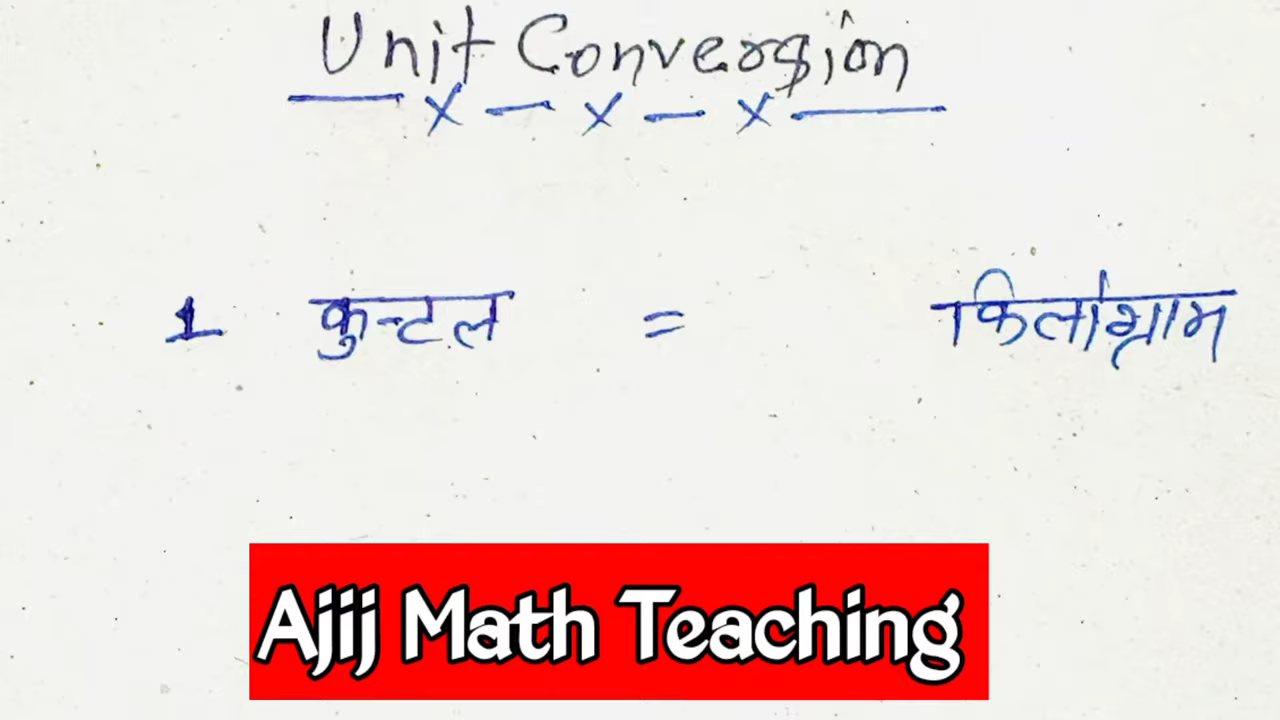 Unit Conversion
1 कुन्टल = किलोग्राम
Ajij Math Teaching